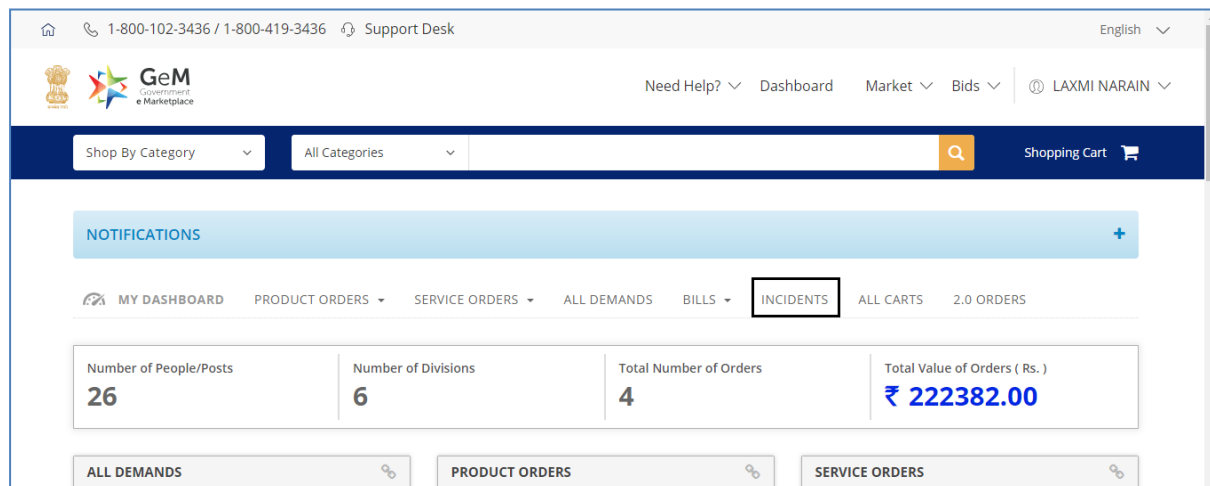 1-800-102-3436 / 1-800-419-3436 Support Desk English
GeM
Government
e Marketplace
Need Help? Dashboard Market Bids LAXMI NARAIN
Shop By Category All Categories Shopping Cart
NOTIFICATIONS +
MY DASHBOARD PRODUCT ORDERS SERVICE ORDERS ALL DEMANDS BILLS INCIDENTS ALL CARTS 2.0 ORDERS
Number of People/Posts Number of Divisions Total Number of Orders Total Value of Orders ( Rs. )
26 6 4 ₹ 222382.00
ALL DEMANDS PRODUCT ORDERS SERVICE ORDERS